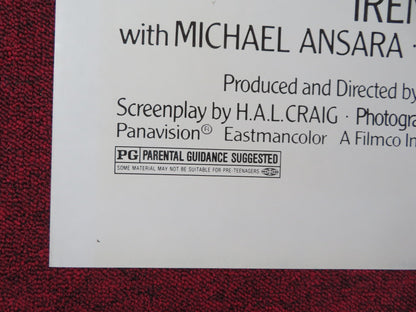 IREN
with MICHAEL ANSARA ·
Produced and Directed by
Screenplay by H.A.L. CRAIG · Photogra
Panavision® Eastmancolor A Filmco In
PG PARENTAL GUIDANCE SUGGESTED
SOME MATERIAL MAY NOT BE SUITABLE FOR PRE-TEENAGERS